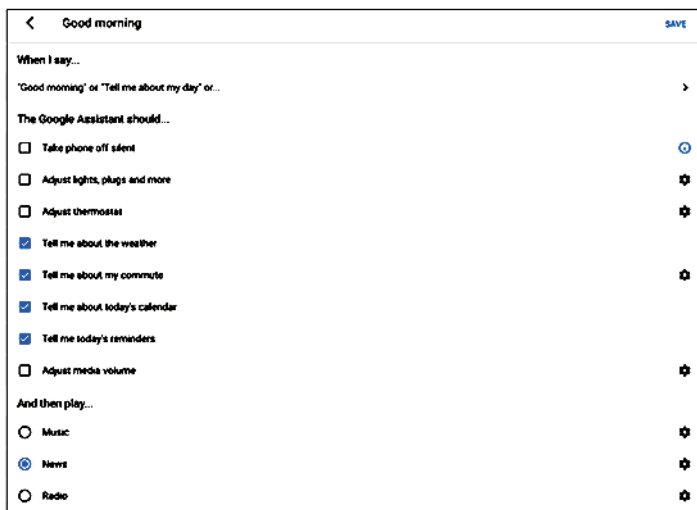 Good morning SAVE
When I say...
"Good morning" or "Tell me about my day" or...
The Google Assistant should...
Take phone off silent
Adjust lights, plugs and more
Adjust thermostat
Tell me about the weather
Tell me about my commute
Tell me about today's calendar
Tell me today's reminders
Adjust media volume
And then play...
Music
News
Radio